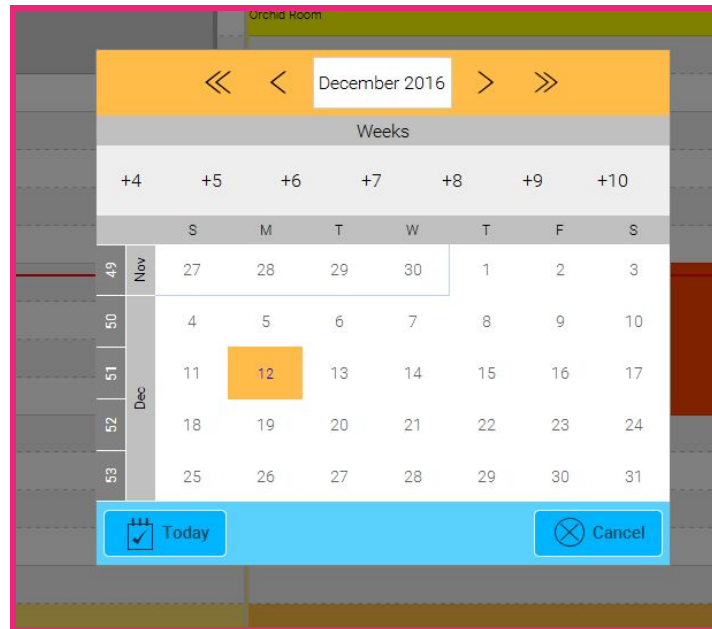 Orchid Room
December 2016
Weeks
+4 +5 +6 +7 +8 +9 +10
S M T W T F S
49 Nov 27 28 29 30 1 2 3
50 4 5 6 7 8 9 10
51 Dec 11 12 13 14 15 16 17
52 18 19 20 21 22 23 24
53 25 26 27 28 29 30 31
Today Cancel